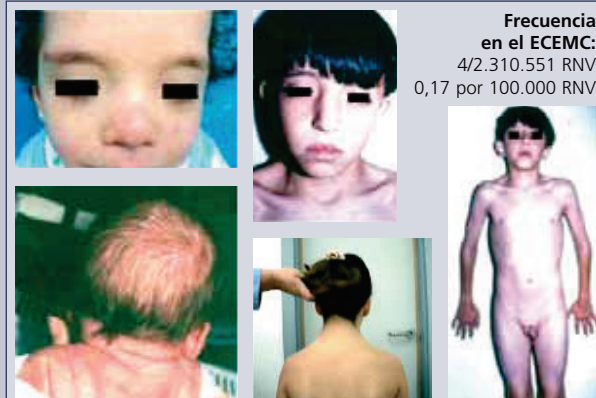 Frecuencia
en el ECEMC:
4/2.310.551 RNV
0,17 por 100.000 RNV